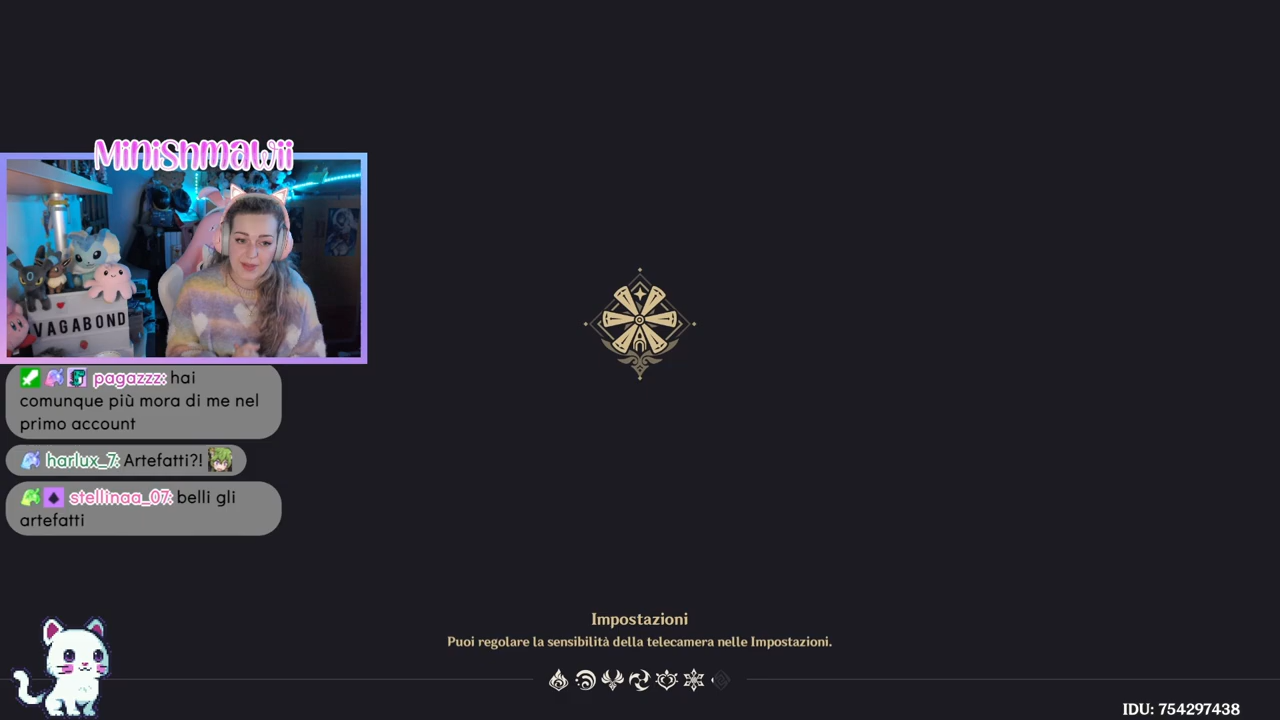 Minishmawii
VAGABOND
pagazzz: hai
comunque più mora di me nel
primo account
harlux_7: Artefatti?!
stellinaa_07: belli gli
artefatti
Impostazioni
Puoi regolare la sensibilità della telecamera nelle Impostazioni.
IDU: 754297438